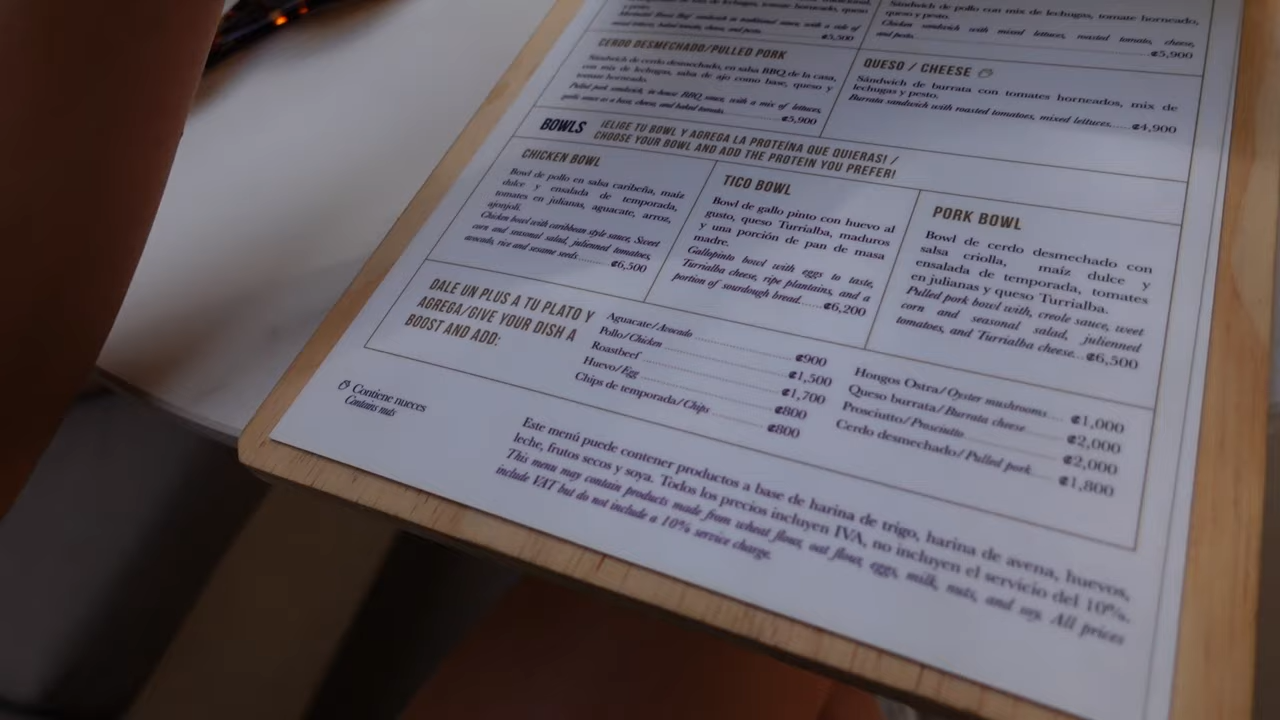 queso y pesto.
₡5,500
CERDO DESMECHADO/PULLED PORK
Sándwich de cerdo desmechado, en salsa BBQ de la casa,
con mix de lechugas, salsa de ajo como base, queso y
tomate horneado.
Pulled pork sandwich, in-house BBQ sauce, with a mix of lettuces,
garlic sauce as a base, cheese, and baked tomato.
₡5,900
Sándwich de pollo con mix de lechugas, tomate horneado,
queso y pesto.
Chicken sandwich with mixed lettuces, roasted tomato, cheese,
and pesto.
₡5,900
QUESO / CHEESE
Sándwich de burrata con tomates horneados, mix de
lechugas y pesto.
Burrata sandwich with roasted tomatoes, mixed lettuces......₡4,900
BOWLS
¡ELIGE TU BOWL Y AGREGA LA PROTEÍNA QUE QUIERAS! /
CHOOSE YOUR BOWL AND ADD THE PROTEIN YOU PREFER!
CHICKEN BOWL
Bowl de pollo en salsa caribeña, maíz
dulce y ensalada de temporada,
tomates en julianas, aguacate, arroz,
ajonjolí.
Chicken bowl with caribbean style sauce, Sweet
corn and seasonal salad, julienned tomatoes,
avocado, rice and sesame seeds..........₡6,500
TICO BOWL
Bowl de gallo pinto con huevo al
gusto, queso Turrialba, maduros
y una porción de pan de masa
madre.
Gallopinto bowl with eggs to taste,
Turrialba cheese, ripe plantains, and a
portion of sourdough bread......₡6,200
PORK BOWL
Bowl de cerdo desmechado con
salsa criolla, maíz dulce y
ensalada de temporada, tomates
en julianas y queso Turrialba.
Pulled pork bowl with, creole sauce, sweet
corn and seasonal salad, julienned
tomatoes, and Turrialba cheese...₡6,500
DALE UN PLUS A TU PLATO Y
AGREGA/GIVE YOUR DISH A
BOOST AND ADD:
Aguacate/Avocado ₡900
Pollo/Chicken ₡1,500
Roastbeef ₡1,700
Huevo/Egg ₡800
Chips de temporada/Chips ₡800
Hongos Ostra/Oyster mushrooms ₡1,000
Queso burrata/Burrata cheese ₡2,000
Prosciutto/Prosciutto ₡2,000
Cerdo desmechado/Pulled pork ₡1,800
Contiene nueces
Contains nuts
Este menú puede contener productos a base de harina de trigo, harina de avena, huevos,
leche, frutos secos y soya. Todos los precios incluyen IVA, no incluyen el servicio del 10%.
This menu may contain products made from wheat flour, oat flour, eggs, milk, nuts, and soy. All prices
include VAT but do not include a 10% service charge.